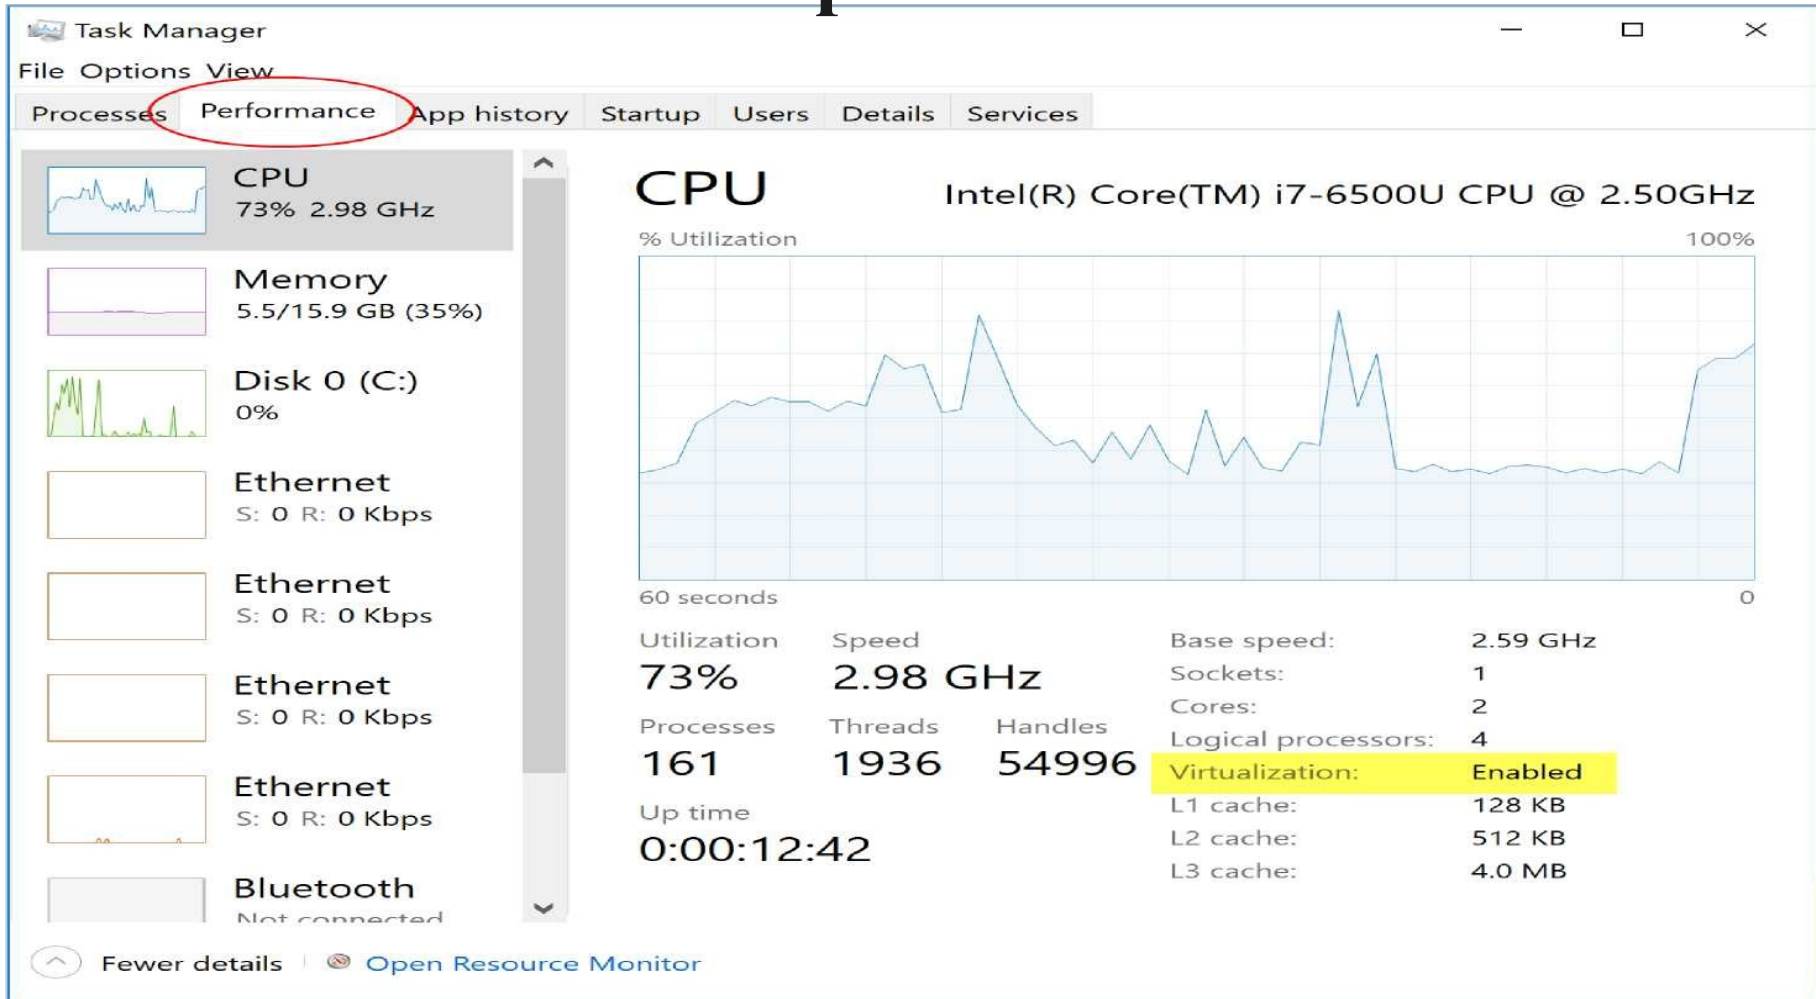 Task Manager
File Options View
Processes Performance App history Startup Users Details Services
CPU
73% 2.98 GHz
Memory
5.5/15.9 GB (35%)
Disk 0 (C:)
0%
Ethernet
S: 0 R: 0 Kbps
Ethernet
S: 0 R: 0 Kbps
Ethernet
S: 0 R: 0 Kbps
Ethernet
S: 0 R: 0 Kbps
Bluetooth
Not connected
CPU Intel(R) Core(TM) i7-6500U CPU @ 2.50GHz
% Utilization 100%
60 seconds 0
Utilization Speed
73% 2.98 GHz
Processes Threads Handles
161 1936 54996
Up time
0:00:12:42
Base speed: 2.59 GHz
Sockets: 1
Cores: 2
Logical processors: 4
Virtualization: Enabled
L1 cache: 128 KB
L2 cache: 512 KB
L3 cache: 4.0 MB
Fewer details Open Resource Monitor